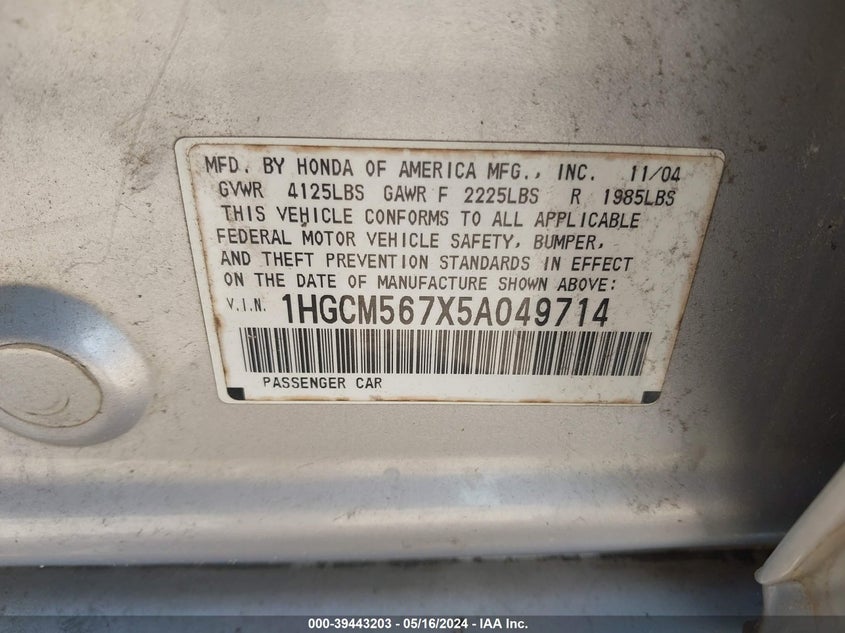 MFD. BY HONDA OF AMERICA MFG., INC. 11/04
GVWR 4125LBS GAWR F 2225LBS R 1985LBS
THIS VEHICLE CONFORMS TO ALL APPLICABLE
FEDERAL MOTOR VEHICLE SAFETY, BUMPER,
AND THEFT PREVENTION STANDARDS IN EFFECT
ON THE DATE OF MANUFACTURE SHOWN ABOVE:
V.I.N. 1HGCM567X5A049714
PASSENGER CAR
000-39443203 - 05/16/2024 - IAA Inc.